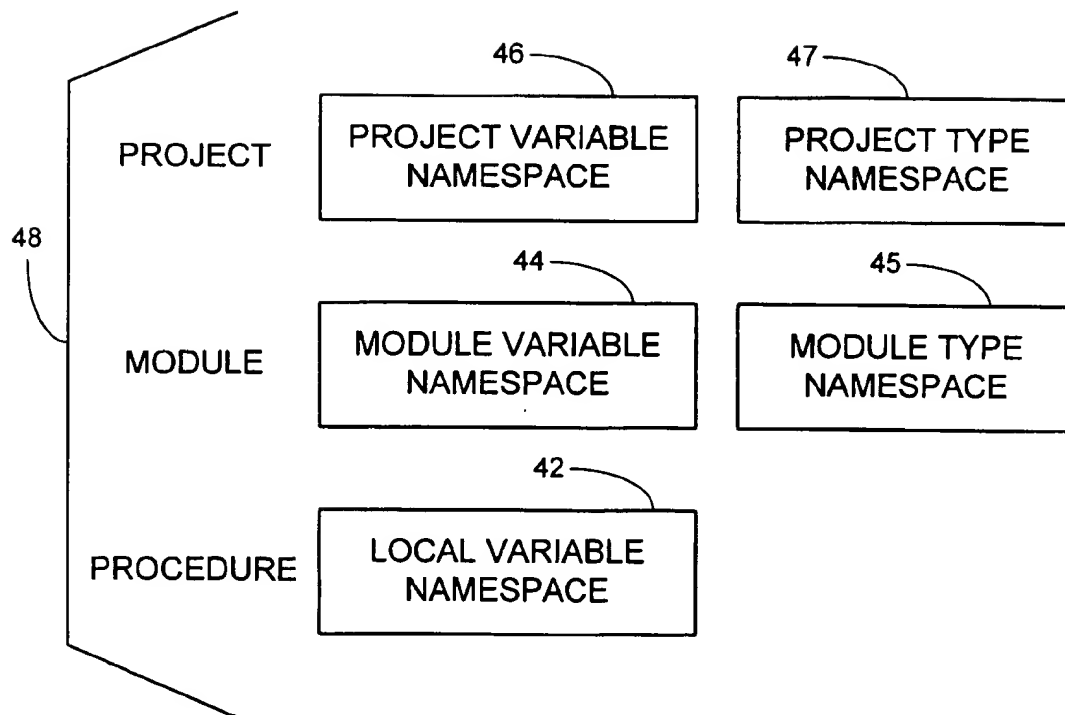 46
47
PROJECT
PROJECT VARIABLE
NAMESPACE
PROJECT TYPE
NAMESPACE
48
44
45
MODULE
MODULE VARIABLE
NAMESPACE
MODULE TYPE
NAMESPACE
42
PROCEDURE
LOCAL VARIABLE
NAMESPACE